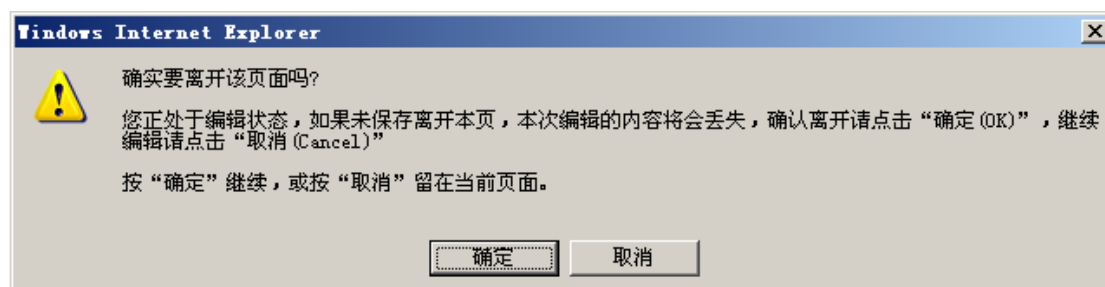 Windows Internet Explorer
确实要离开该页面吗?
您正处于编辑状态，如果未保存离开本页，本次编辑的内容将会丢失，确认离开请点击“确定(OK)”，继续
编辑请点击“取消(Cancel)”
按“确定”继续，或按“取消”留在当前页面。
确定
取消